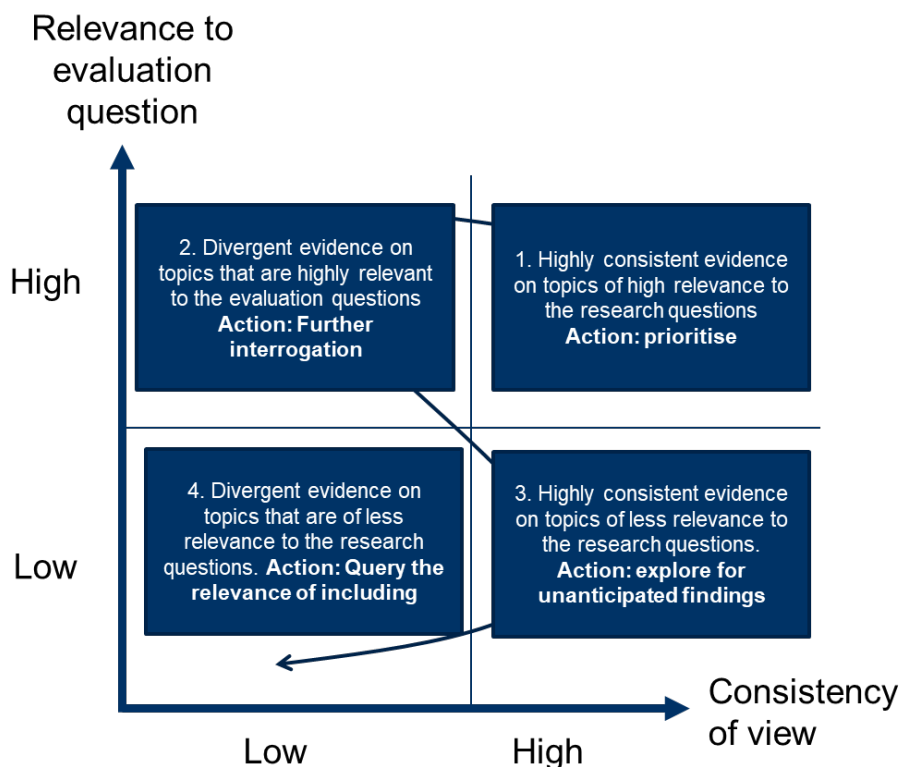 Relevance to
evaluation
question
High
2. Divergent evidence on
topics that are highly relevant
to the evaluation questions
Action: Further
interrogation
1. Highly consistent evidence
on topics of high relevance to
the research questions
Action: prioritise
Low
4. Divergent evidence on
topics that are of less
relevance to the research
questions. Action: Query the
relevance of including
3. Highly consistent evidence
on topics of less relevance to
the research questions.
Action: explore for
unanticipated findings
Low
High
Consistency
of view